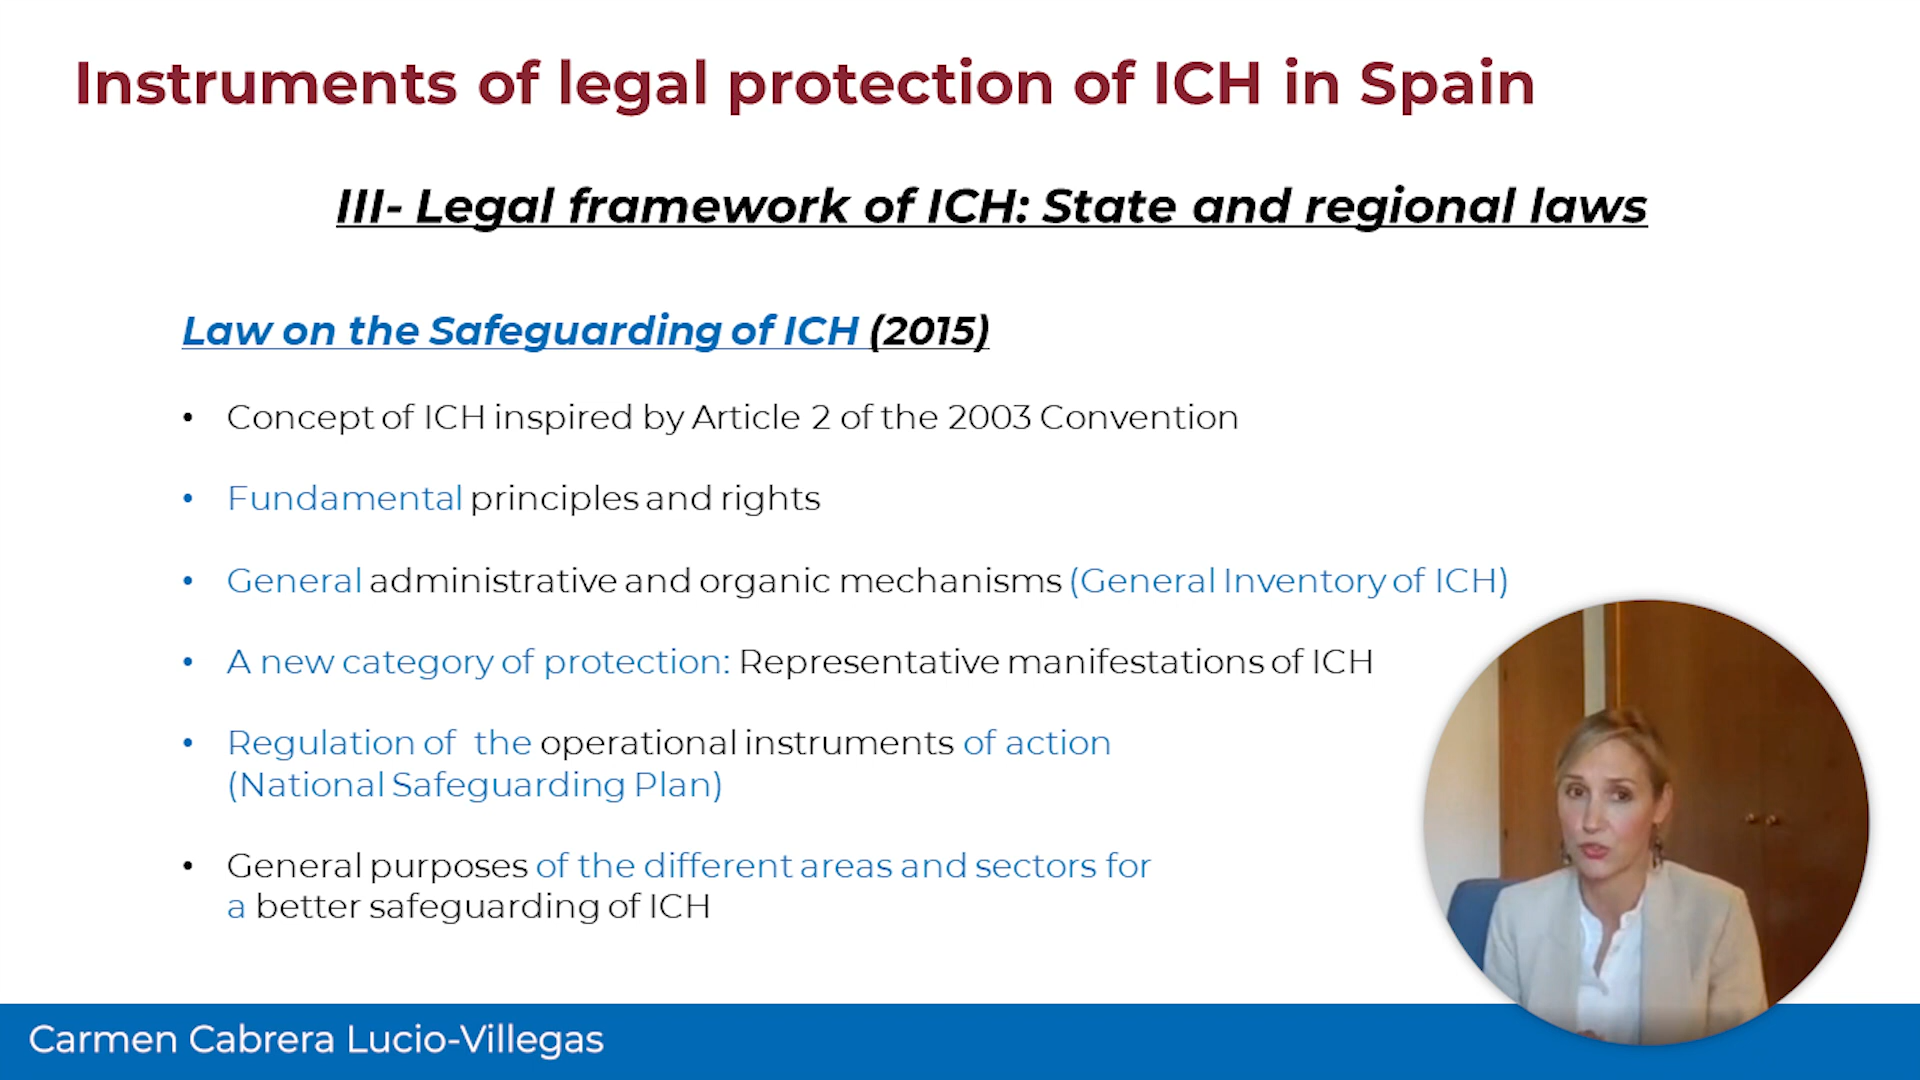 Instruments of legal protection of ICH in Spain
III- Legal framework of ICH: State and regional laws
Law on the Safeguarding of ICH (2015)
• Concept of ICH inspired by Article 2 of the 2003 Convention
• Fundamental principles and rights
• General administrative and organic mechanisms (General Inventory of ICH)
• A new category of protection: Representative manifestations of ICH
• Regulation of the operational instruments of action
(National Safeguarding Plan)
• General purposes of the different areas and sectors for
a better safeguarding of ICH
Carmen Cabrera Lucio-Villegas